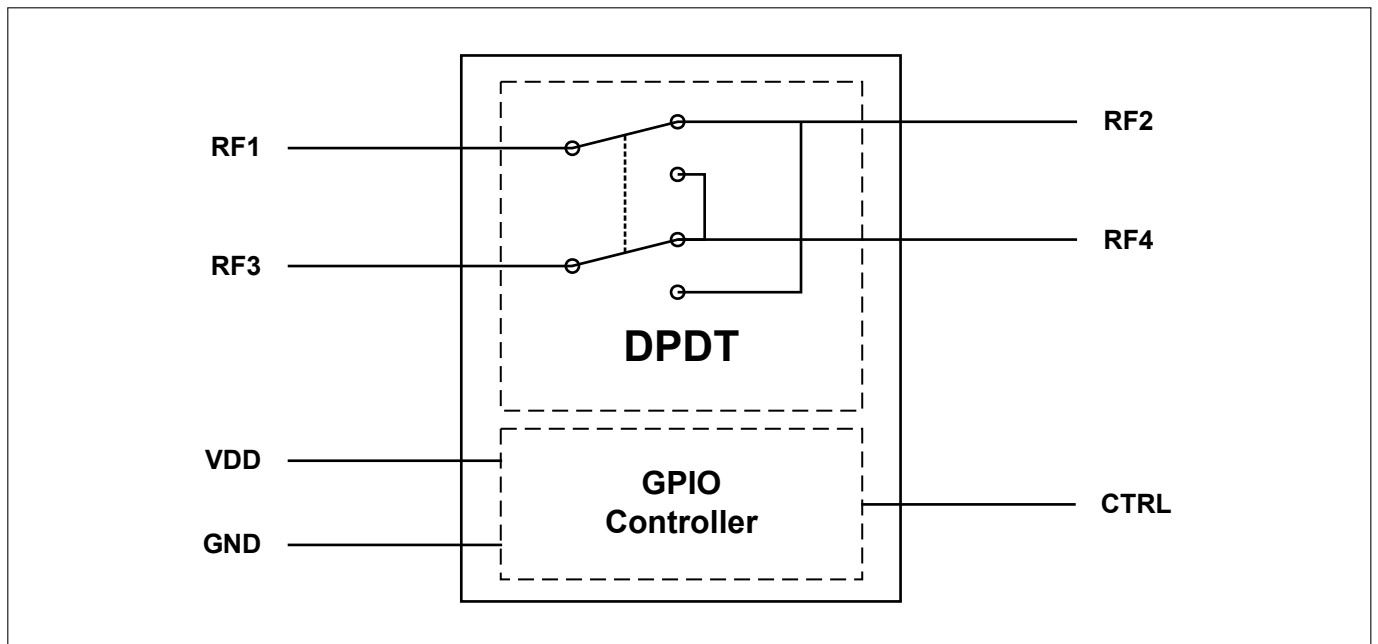 RF1
RF2
RF3
RF4
DPDT
VDD
GND
GPIO
Controller
CTRL